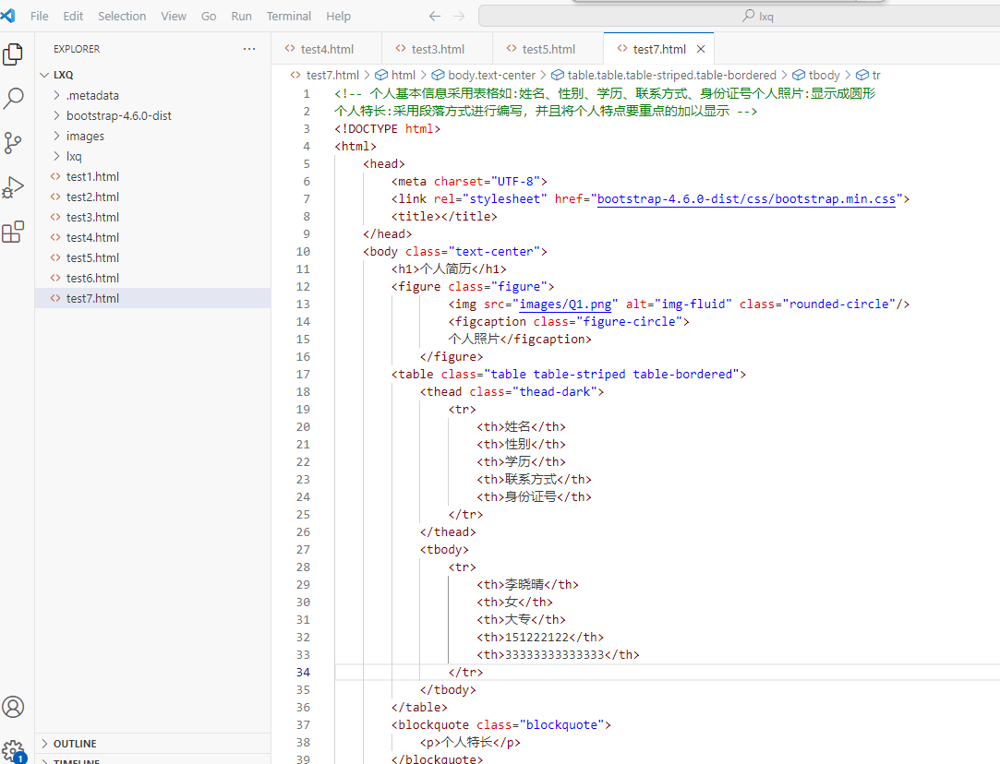 File Edit Selection View Go Run Terminal Help
lxq
EXPLORER
LXQ
.metadata
bootstrap-4.6.0-dist
images
lxq
test1.html
test2.html
test3.html
test4.html
test5.html
test6.html
test7.html
OUTLINE
TIMELINE
1
test4.html test3.html test5.html test7.html
test7.html > html > body.text-center > table.table.table-striped.table-bordered > tbody > tr
1 <!-- 个人基本信息采用表格如:姓名、性别、学历、联系方式、身份证号个人照片:显示成圆形
2 个人特长:采用段落方式进行编写，并且将个人特点要重点的加以显示 -->
3 <!DOCTYPE html>
4 <html>
5 <head>
6 <meta charset="UTF-8">
7 <link rel="stylesheet" href="bootstrap-4.6.0-dist/css/bootstrap.min.css">
8 <title></title>
9 </head>
10 <body class="text-center">
11 <h1>个人简历</h1>
12 <figure class="figure">
13 <img src="images/Q1.png" alt="img-fluid" class="rounded-circle"/>
14 <figcaption class="figure-circle">
15 个人照片</figcaption>
16 </figure>
17 <table class="table table-striped table-bordered">
18 <thead class="thead-dark">
19 <tr>
20 <th>姓名</th>
21 <th>性别</th>
22 <th>学历</th>
23 <th>联系方式</th>
24 <th>身份证号</th>
25 </tr>
26 </thead>
27 <tbody>
28 <tr>
29 <th>李晓晴</th>
30 <th>女</th>
31 <th>大专</th>
32 <th>151222122</th>
33 <th>33333333333333</th>
34 </tr>
35 </tbody>
36 </table>
37 <blockquote class="blockquote">
38 <p>个人特长</p>
39 </blockquote>